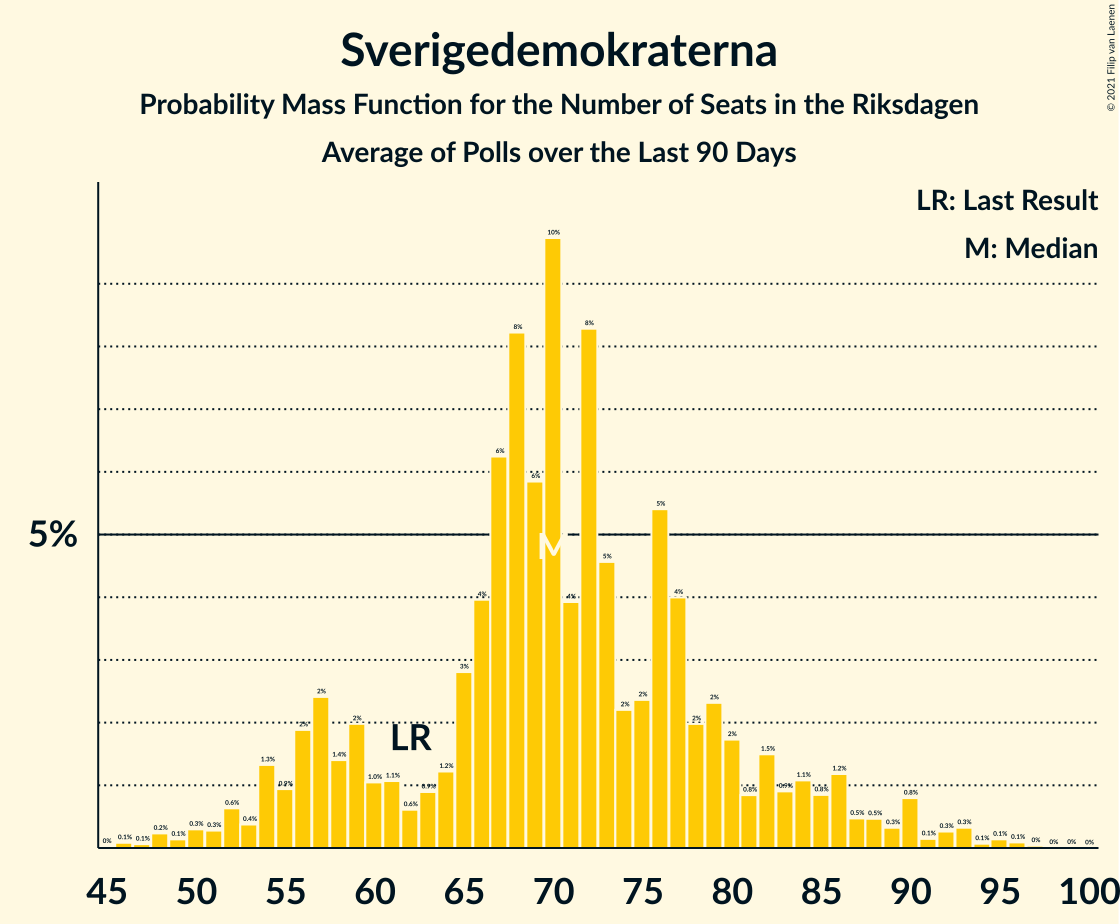 Sverigedemokraterna
Probability Mass Function for the Number of Seats in the Riksdagen
Average of Polls over the Last 90 Days
© 2021 Filip van Laenen
LR: Last Result
M: Median
5%
0% 0.1% 0.1% 0.2% 0.1% 0.3% 0.3% 0.6% 0.4% 1.3% 0.9% 2% 2% 1.4% 2% 1.0% 1.1% 0.6% 0.9% 1.2% 3% 4% 6% 8% 6% 10% 4% 8% 5% 2% 2% 5% 4% 2% 2% 2% 0.8% 1.5% 0.9% 1.1% 0.8% 1.2% 0.5% 0.5% 0.3% 0.8% 0.1% 0.3% 0.3% 0.1% 0.1% 0.1% 0% 0% 0% 0%
LR
M
45 50 55 60 65 70 75 80 85 90 95 100